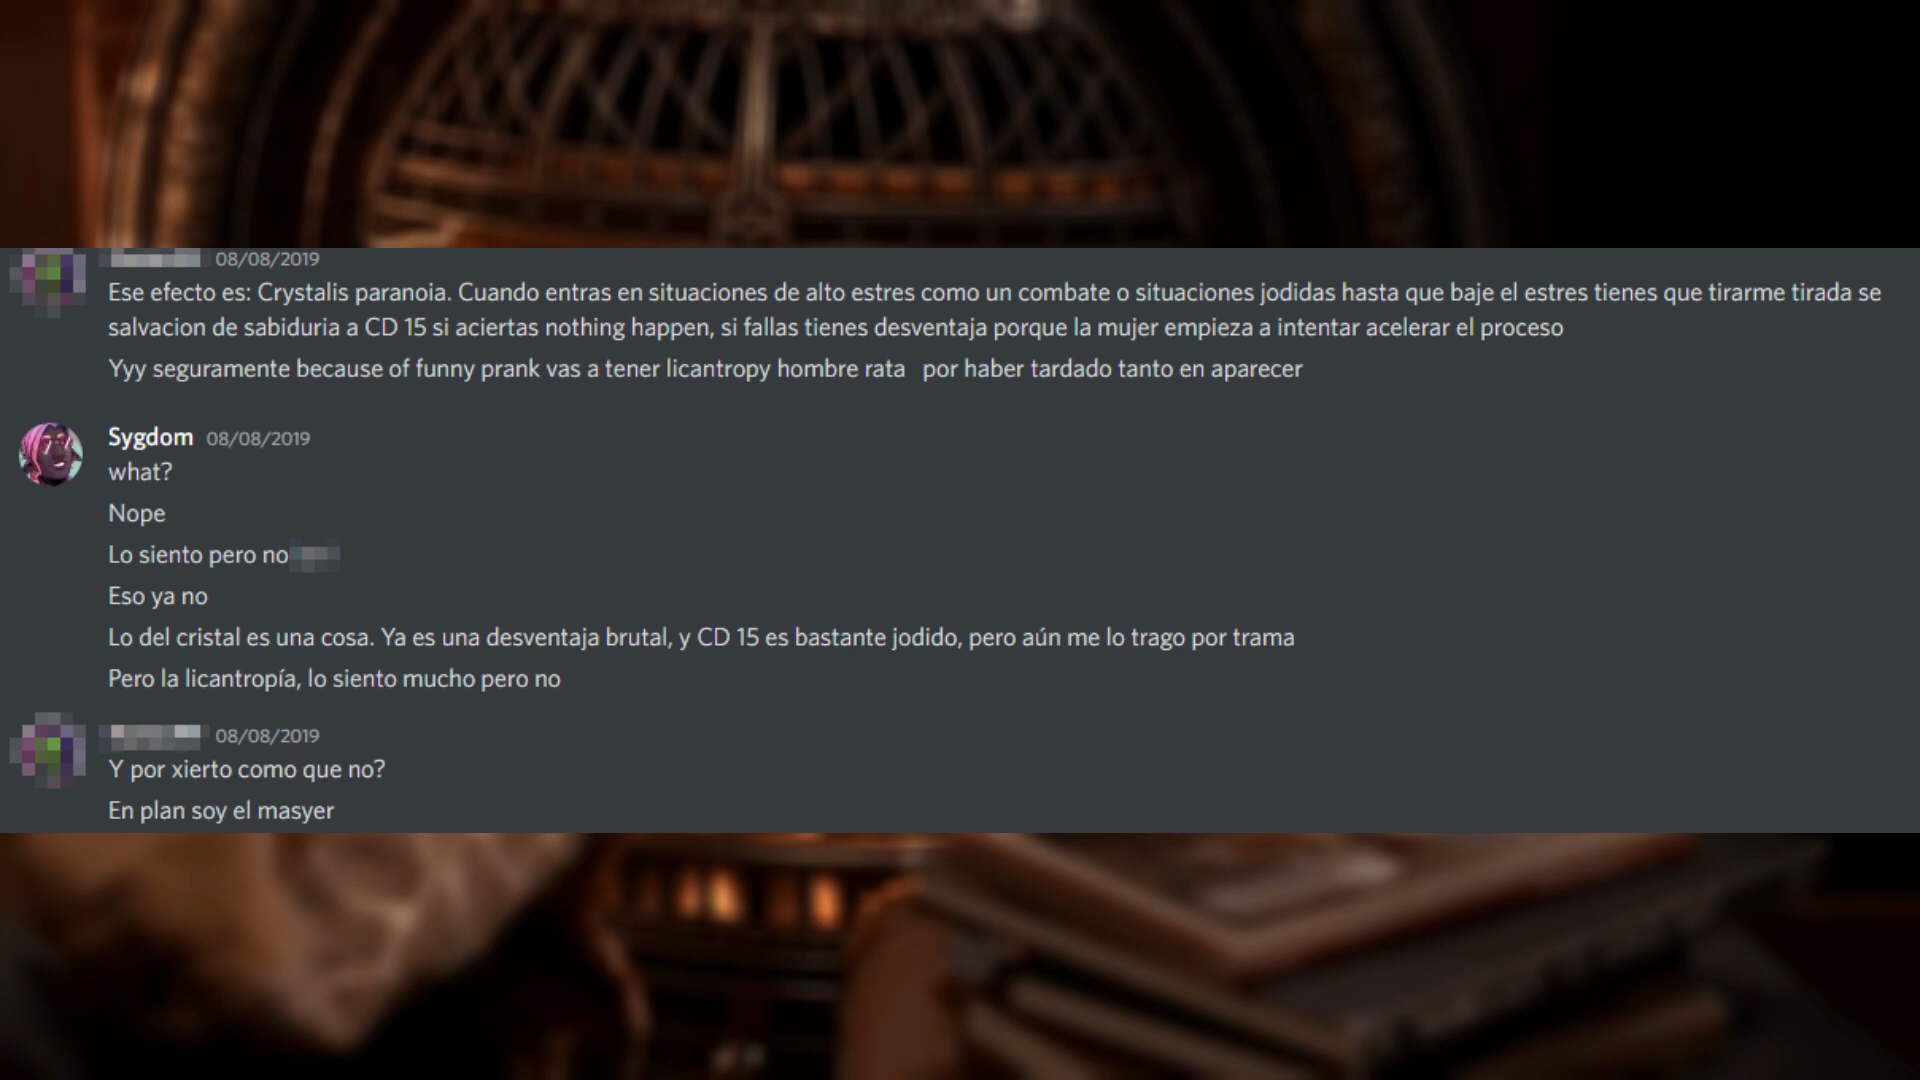 08/08/2019
Ese efecto es: Crystalis paranoia. Cuando entras en situaciones de alto estres como un combate o situaciones jodidas hasta que baje el estres tienes que tirarme tirada se
salvacion de sabiduria a CD 15 si aciertas nothing happen, si fallas tienes desventaja porque la mujer empieza a intentar acelerar el proceso
Yyy seguramente because of funny prank vas a tener licantropy hombre rata por haber tardado tanto en aparecer
Sygdom 08/08/2019
what?
Nope
Lo siento pero no
Eso ya no
Lo del cristal es una cosa. Ya es una desventaja brutal, y CD 15 es bastante jodido, pero aún me lo trago por trama
Pero la licantropía, lo siento mucho pero no
08/08/2019
Y por xierto como que no?
En plan soy el masyer